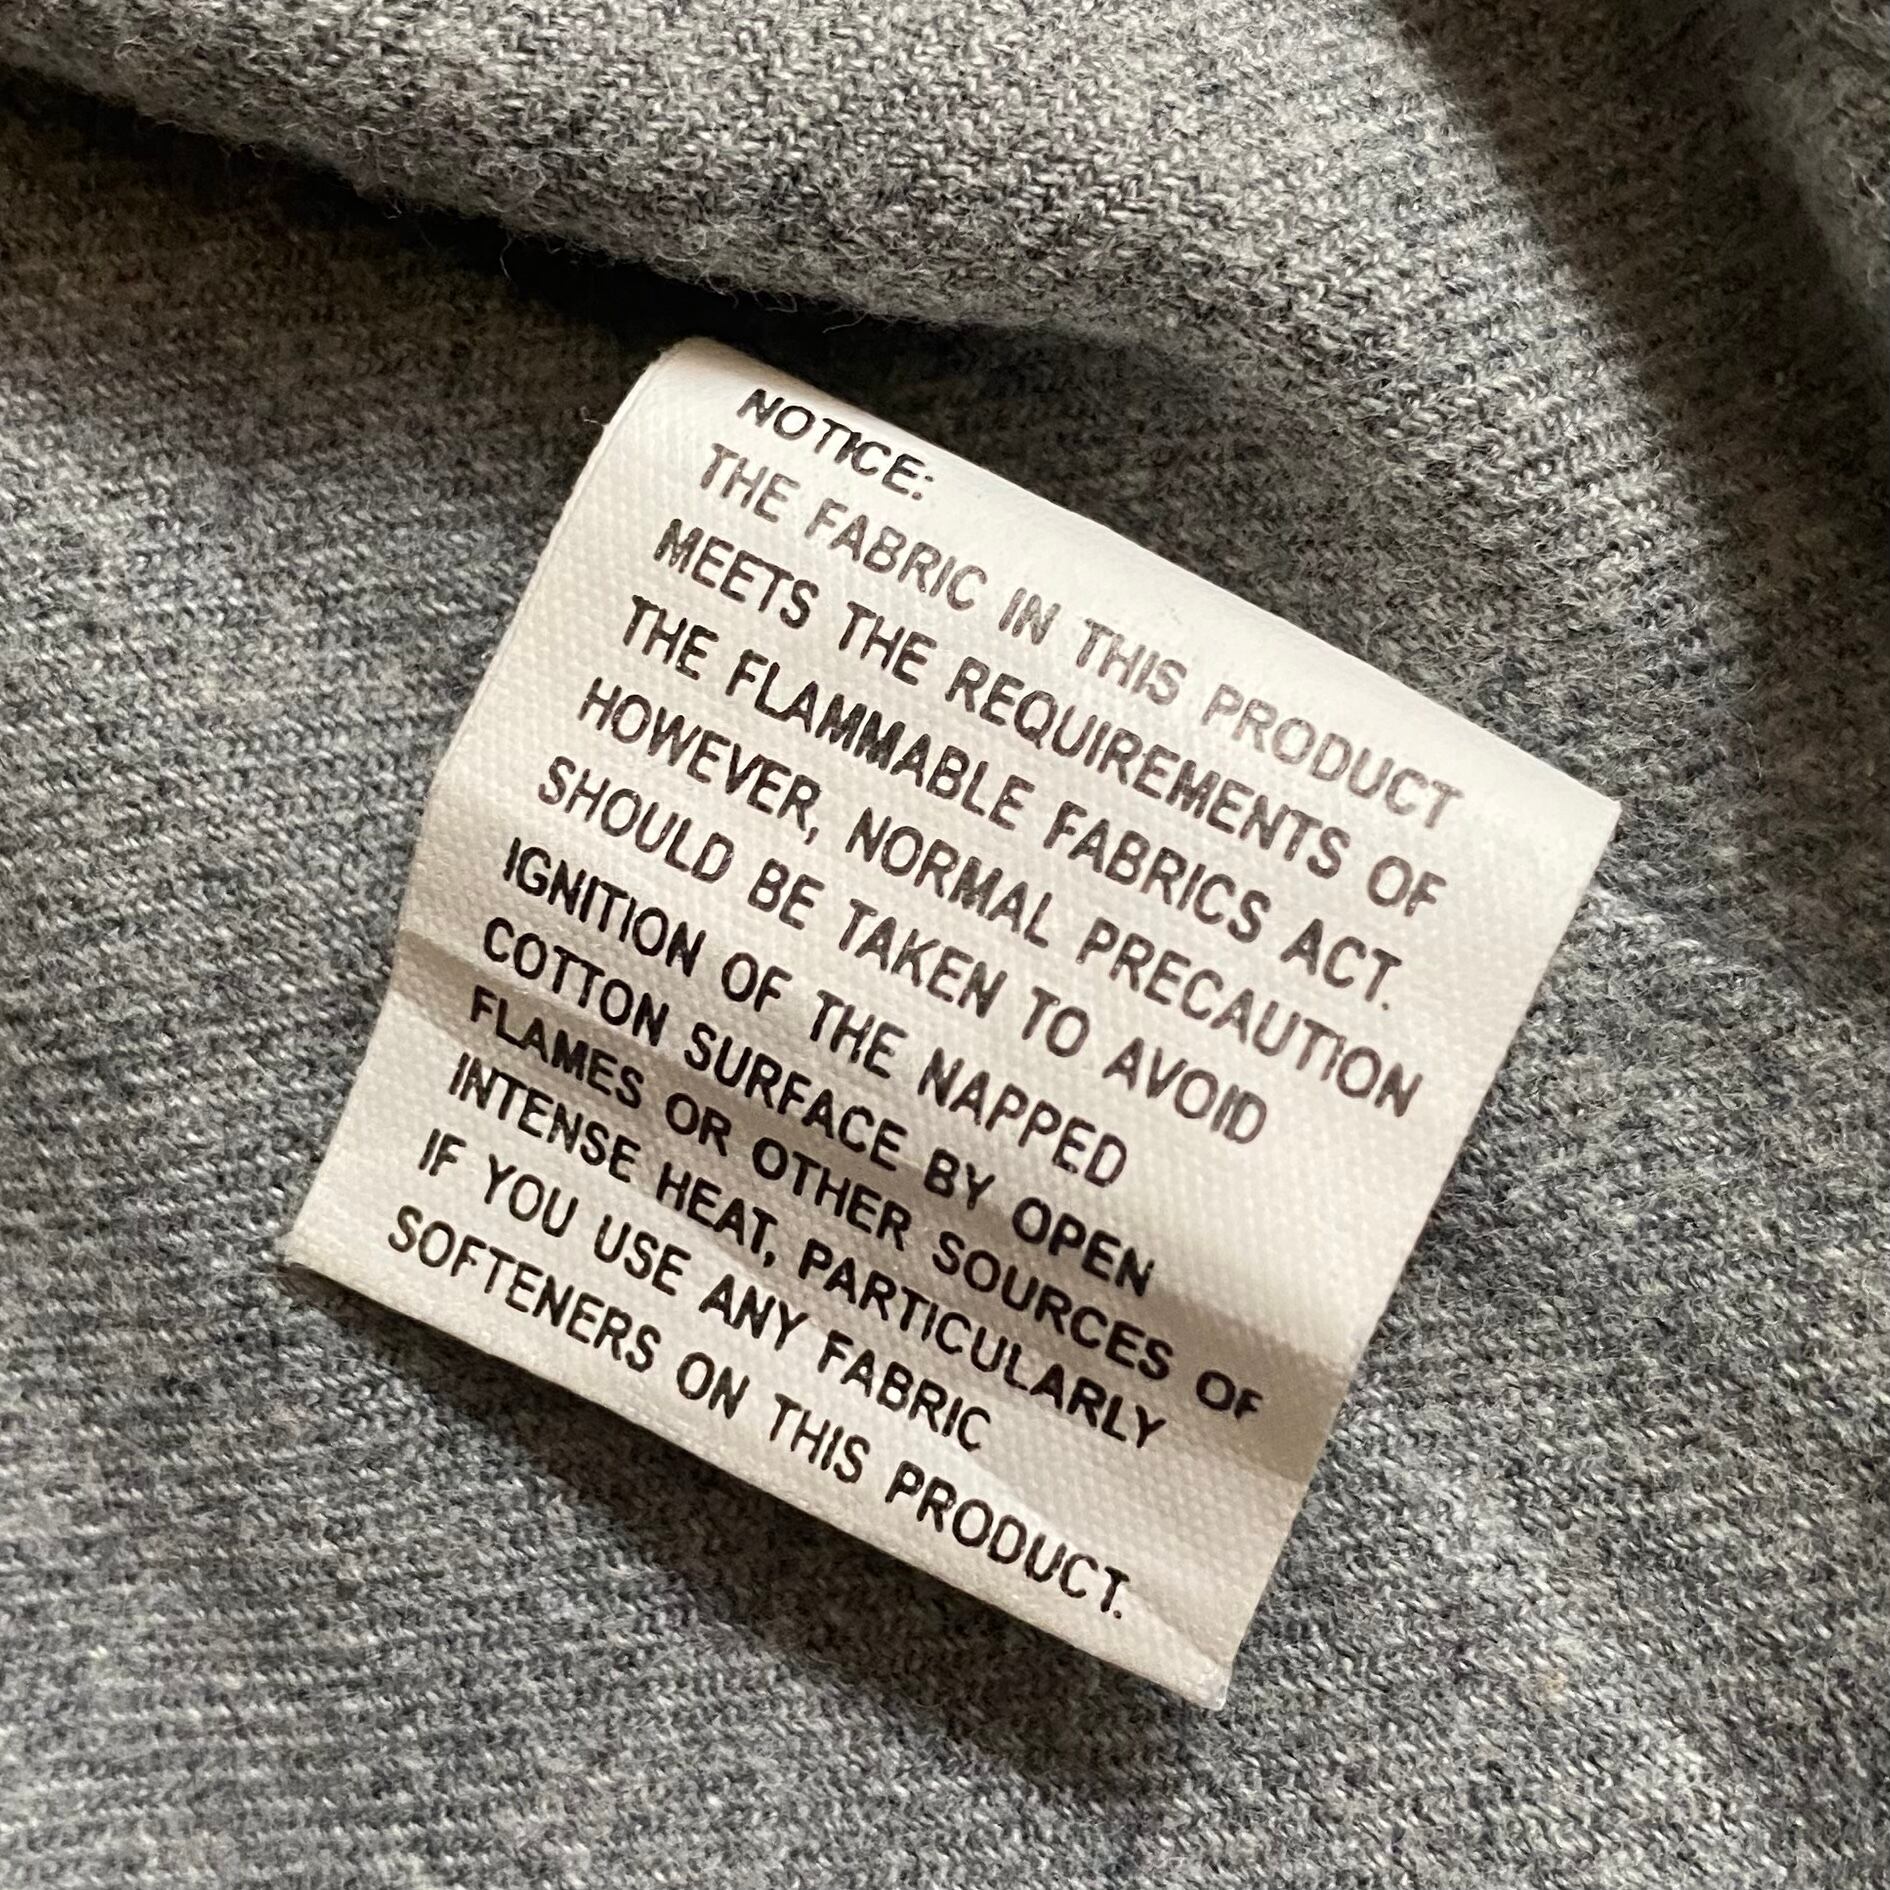 NOTICE:
THE FABRIC IN THIS PRODUCT
MEETS THE REQUIREMENTS OF
THE FLAMMABLE FABRICS ACT.
HOWEVER, NORMAL PRECAUTION
SHOULD BE TAKEN TO AVOID
IGNITION OF THE NAPPED
COTTON SURFACE BY OPEN
FLAMES OR OTHER SOURCES OF
INTENSE HEAT, PARTICULARLY
IF YOU USE ANY FABRIC
SOFTENERS ON THIS PRODUCT.